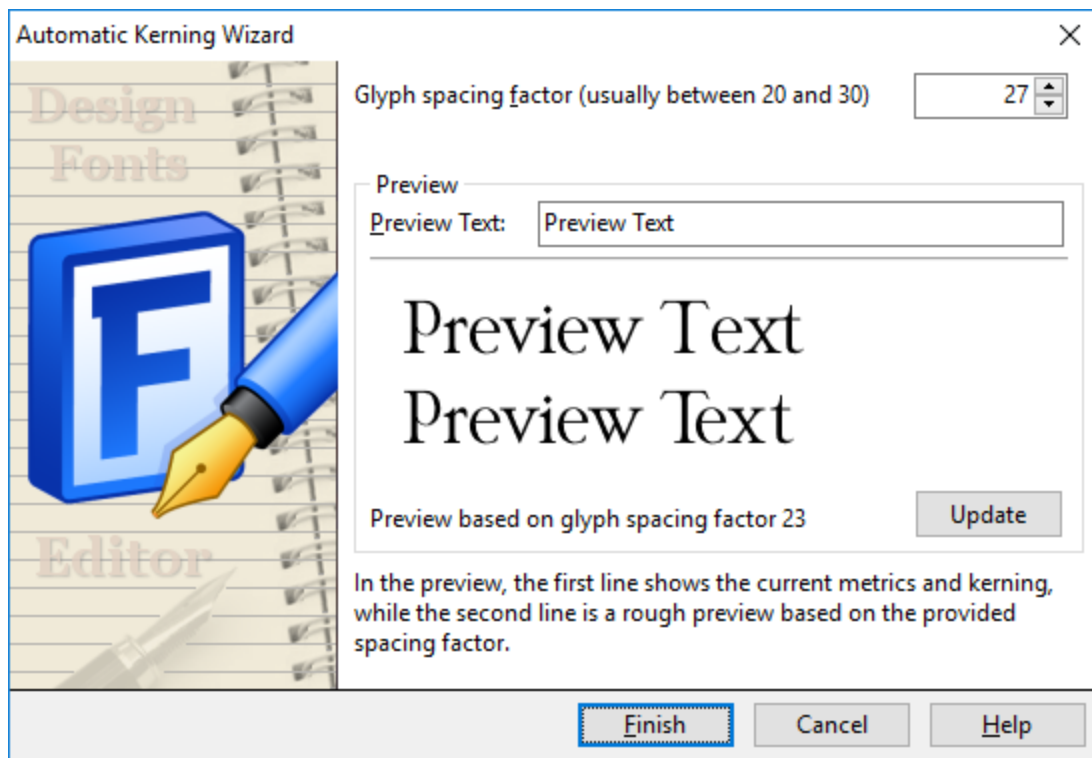 Automatic Kerning Wizard
Design
Fonts
F
Editor
Glyph spacing factor (usually between 20 and 30) 27
Preview
Preview Text: Preview Text
Preview Text
Preview Text
Preview based on glyph spacing factor 23 Update
In the preview, the first line shows the current metrics and kerning,
while the second line is a rough preview based on the provided
spacing factor.
Finish Cancel Help